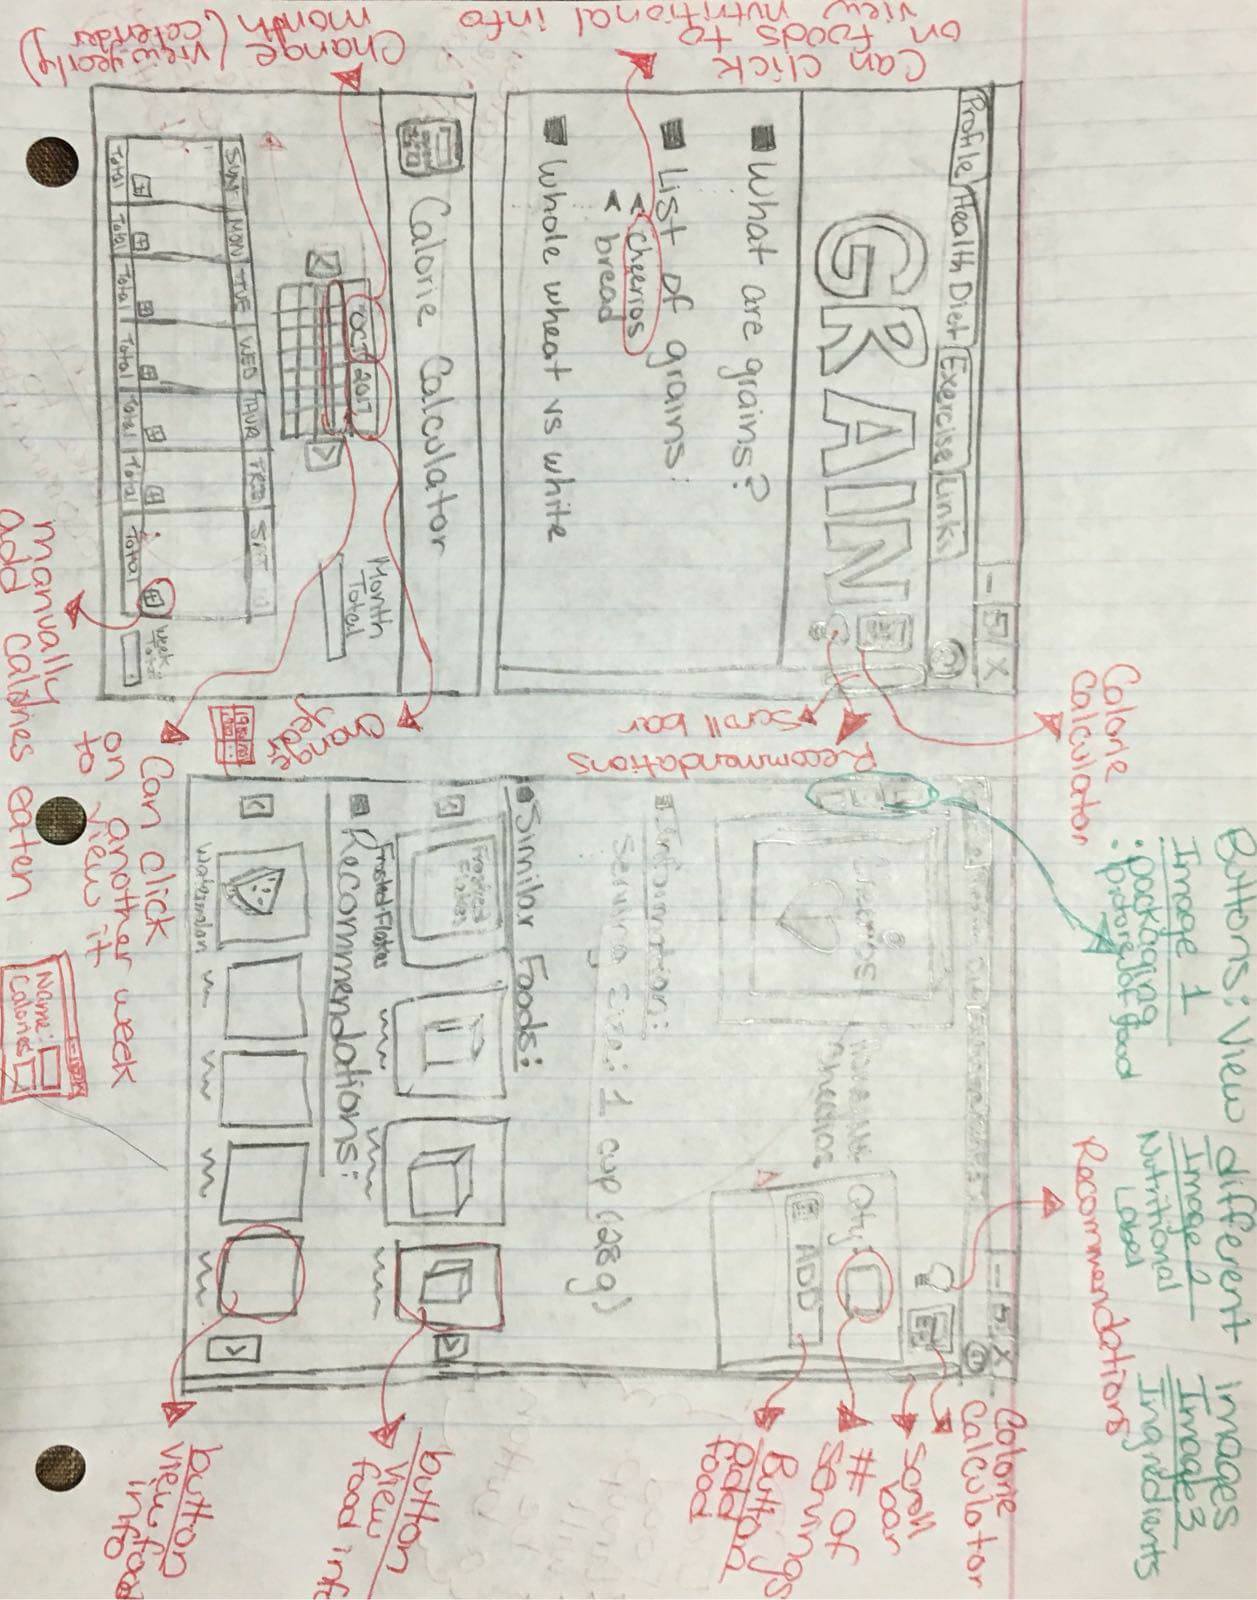 Can click
on foods to
view
nutritional info
Profile Health Diet Exercise Links
X
GRAIN
What are grains?
List of grains:
cheerios
bread
Whole wheat vs white
Calorie
Calculator
Recommendations
Scroll bar
Change
month (view yearly
calender)
Calorie Calculator
OCT 2017
Month
Total
SUN MON TUE WED THUR FRI SAT
Total Total Total Total Total Total Total
Week
Total
change
year
manually
add calories eaten
Can click
on another week
to view it
Name:
Calories
Buttons: View different images
Image 1
: packaging
picture of food
Image 2
Nutritional
Label
Image 3
Ingredients
Recommendations
X
Cheerios
Cheerios
Qty:
ADD
Information:
Serving Size: 1 cup (28g)
Similar Foods:
Frosted
Flakes
Frosted Flakes
Recommendations:
Watermelon
Calorie
Calculator
Scroll
bar
# of
Servings
Button
add
food
button
view
food info
button
view food
info